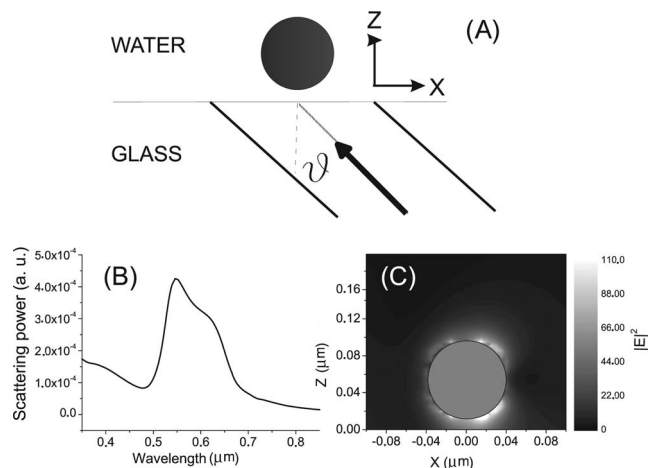 WATER
(A)
Z
X
GLASS
ϑ
(B)
Scattering power (a. u.)
5.0x10-4
4.0x10-4
3.0x10-4
2.0x10-4
1.0x10-4
0.0
0.4 0.5 0.6 0.7 0.8
Wavelength (μm)
(C)
Z (μm)
0.20
0.16
0.12
0.08
0.04
0.00
-0.08 -0.04 0.00 0.04 0.08
X (μm)
110,0
88.00
66.00
44.00
22,00
0.000
|E|2